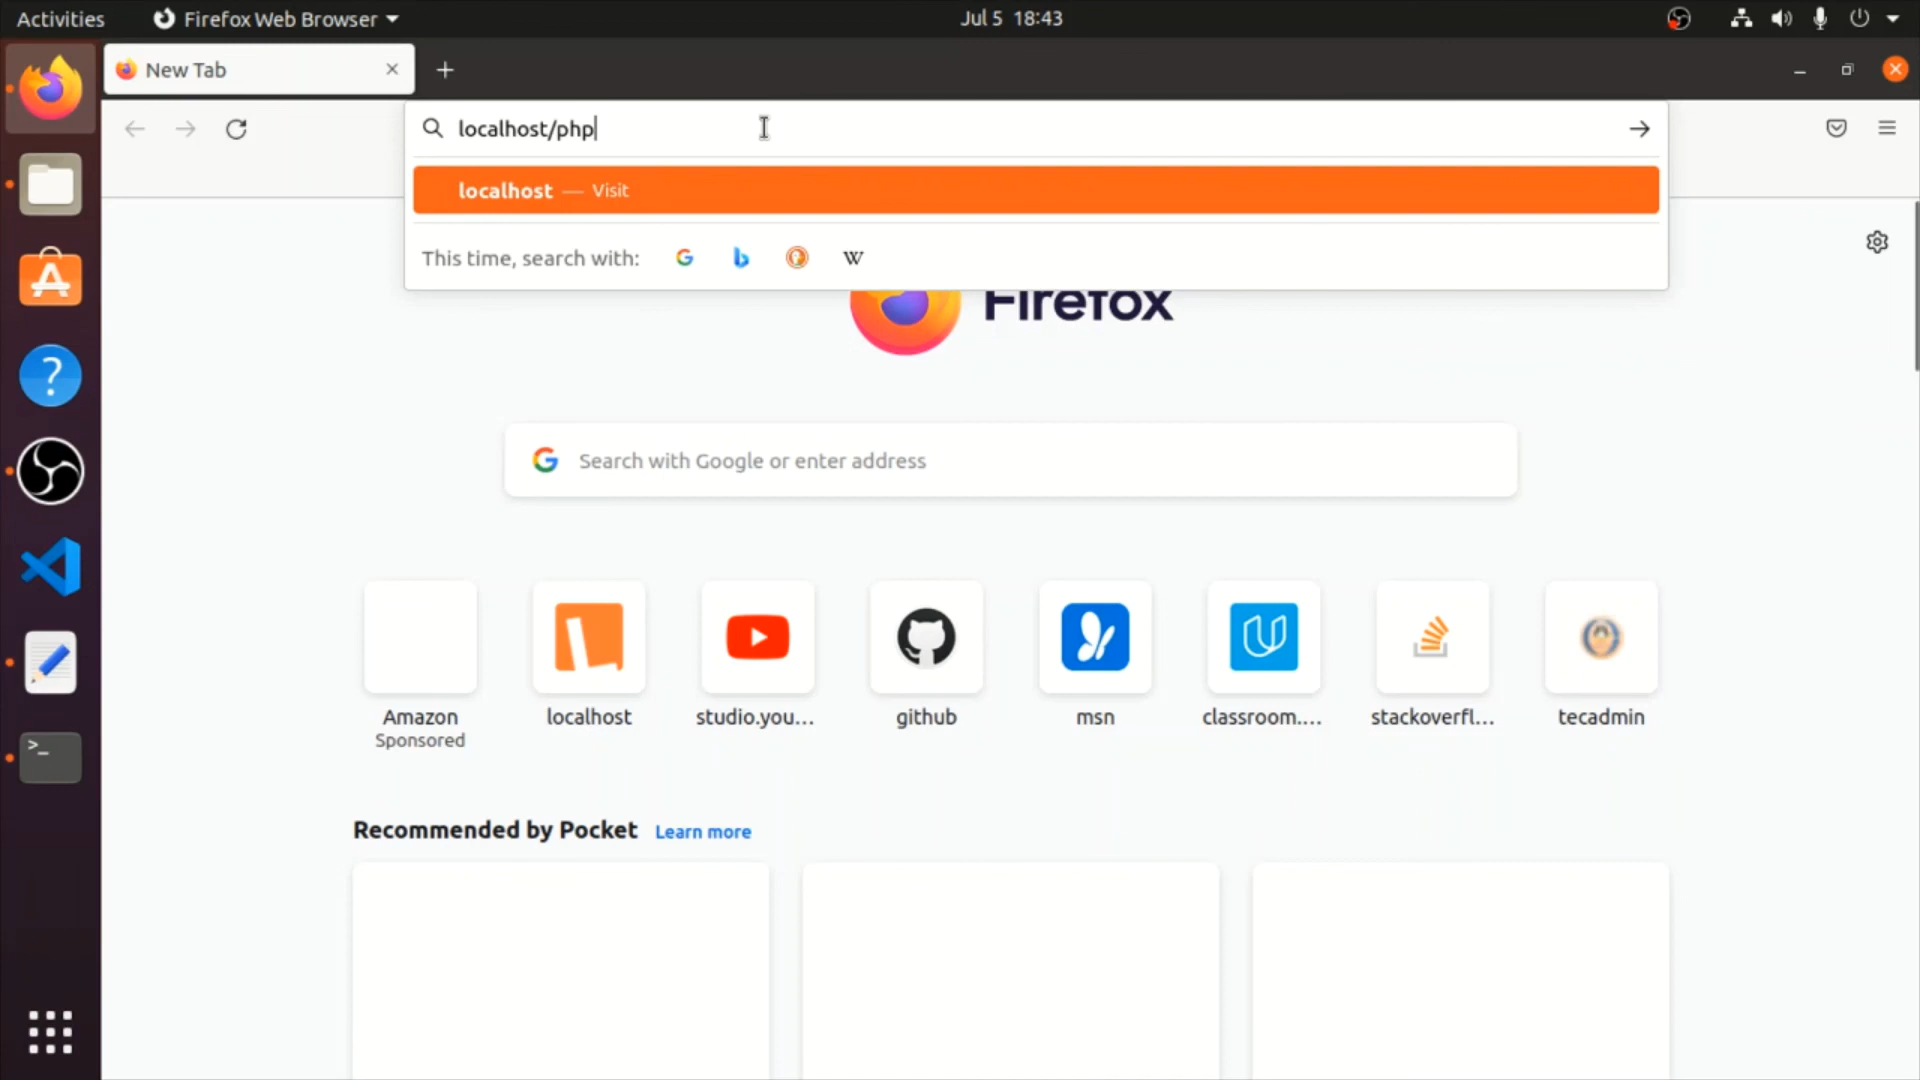 Activities
Firefox Web Browser
Jul 5 18:43
New Tab
localhost/php
localhost — Visit
This time, search with:
Firefox
Search with Google or enter address
Amazon
Sponsored
localhost
studio.you...
github
msn
classroom....
stackoverfl...
tecadmin
Recommended by Pocket Learn more